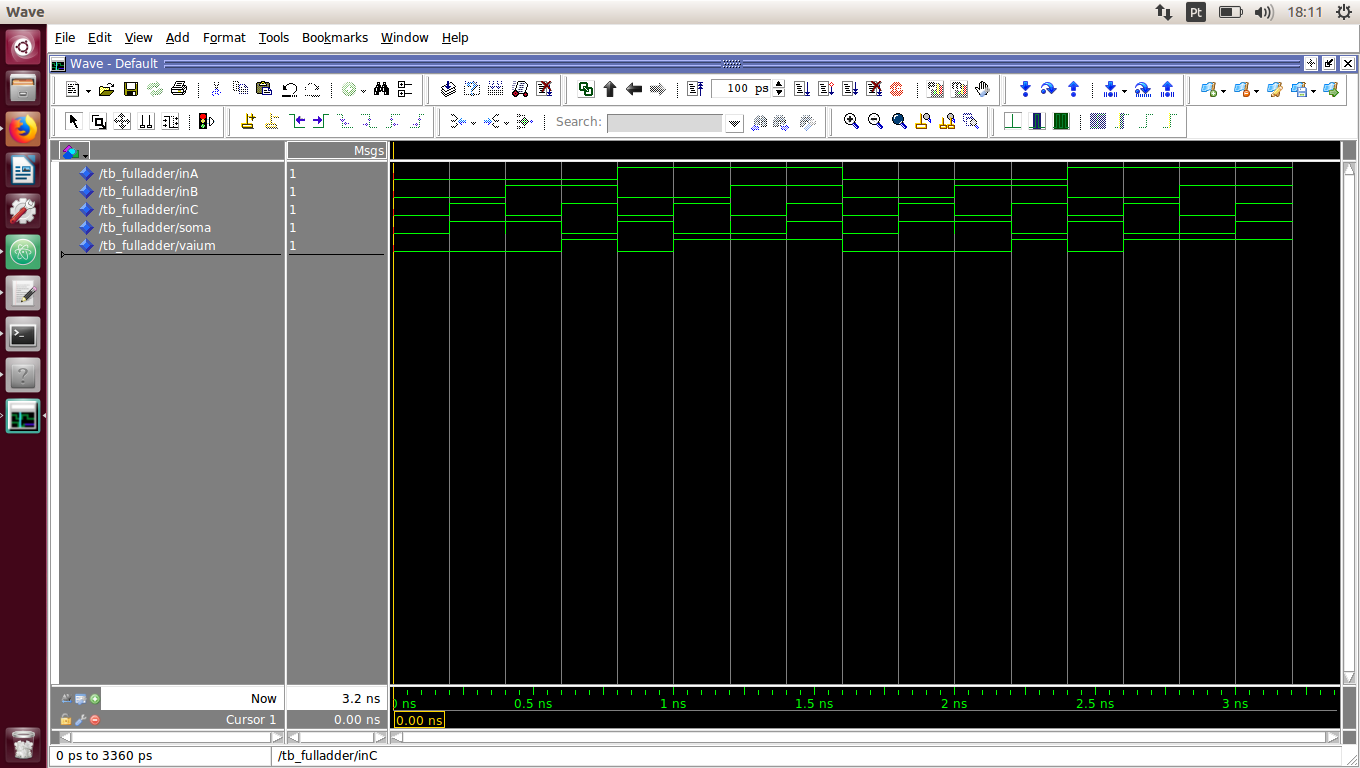 Wave
Pt
18:11
File Edit View Add Format Tools Bookmarks Window Help
Wave - Default
100 ps
Search:
Msgs
/tb_fulladder/inA 1
/tb_fulladder/inB 1
/tb_fulladder/inC 1
/tb_fulladder/soma 1
/tb_fulladder/vaium 1
Now 3.2 ns
ns 0.5 ns 1 ns 1.5 ns 2 ns 2.5 ns 3 ns
Cursor 1 0.00 ns
0.00 ns
0 ps to 3360 ps /tb_fulladder/inC